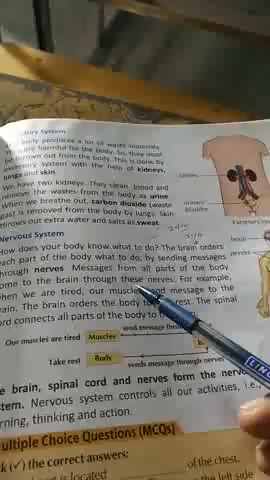 tory System
body produces a lot of waste materials.
are harmful for the body. So, they must
be thrown out from the body. This is done by
excretory system with the help of kidneys,
lungs and skin
We have two kidneys. They clean blood and
remove the wastes from the body as urine
When we breathe out, carbon dioxide (waste
gas) is removed from the body by lungs. Skin
throws out extra water and salts as sweat.
urinary
bladder
Nervous System
How does your body know what to do? The brain orders
each part of the body what to do, by sending messages
through nerves Messages from all parts of the body
come to the brain through these nerves. For example,
when we are tired, our muscles send message to the
brain. The brain orders the body to rest. The spinal
cord connects all parts of the body to the
brain
nerves
Our muscles are tired
Muscles
send message
Take rest
Body
sends message through nerves
e brain, spinal cord and nerves form the nervous
stem. Nervous system controls all our activities, i.e.,
rning, thinking and action.
ultiple Choice Questions (MCQs)
ck (✓) the correct answers:
is located
of the chest.
the left side